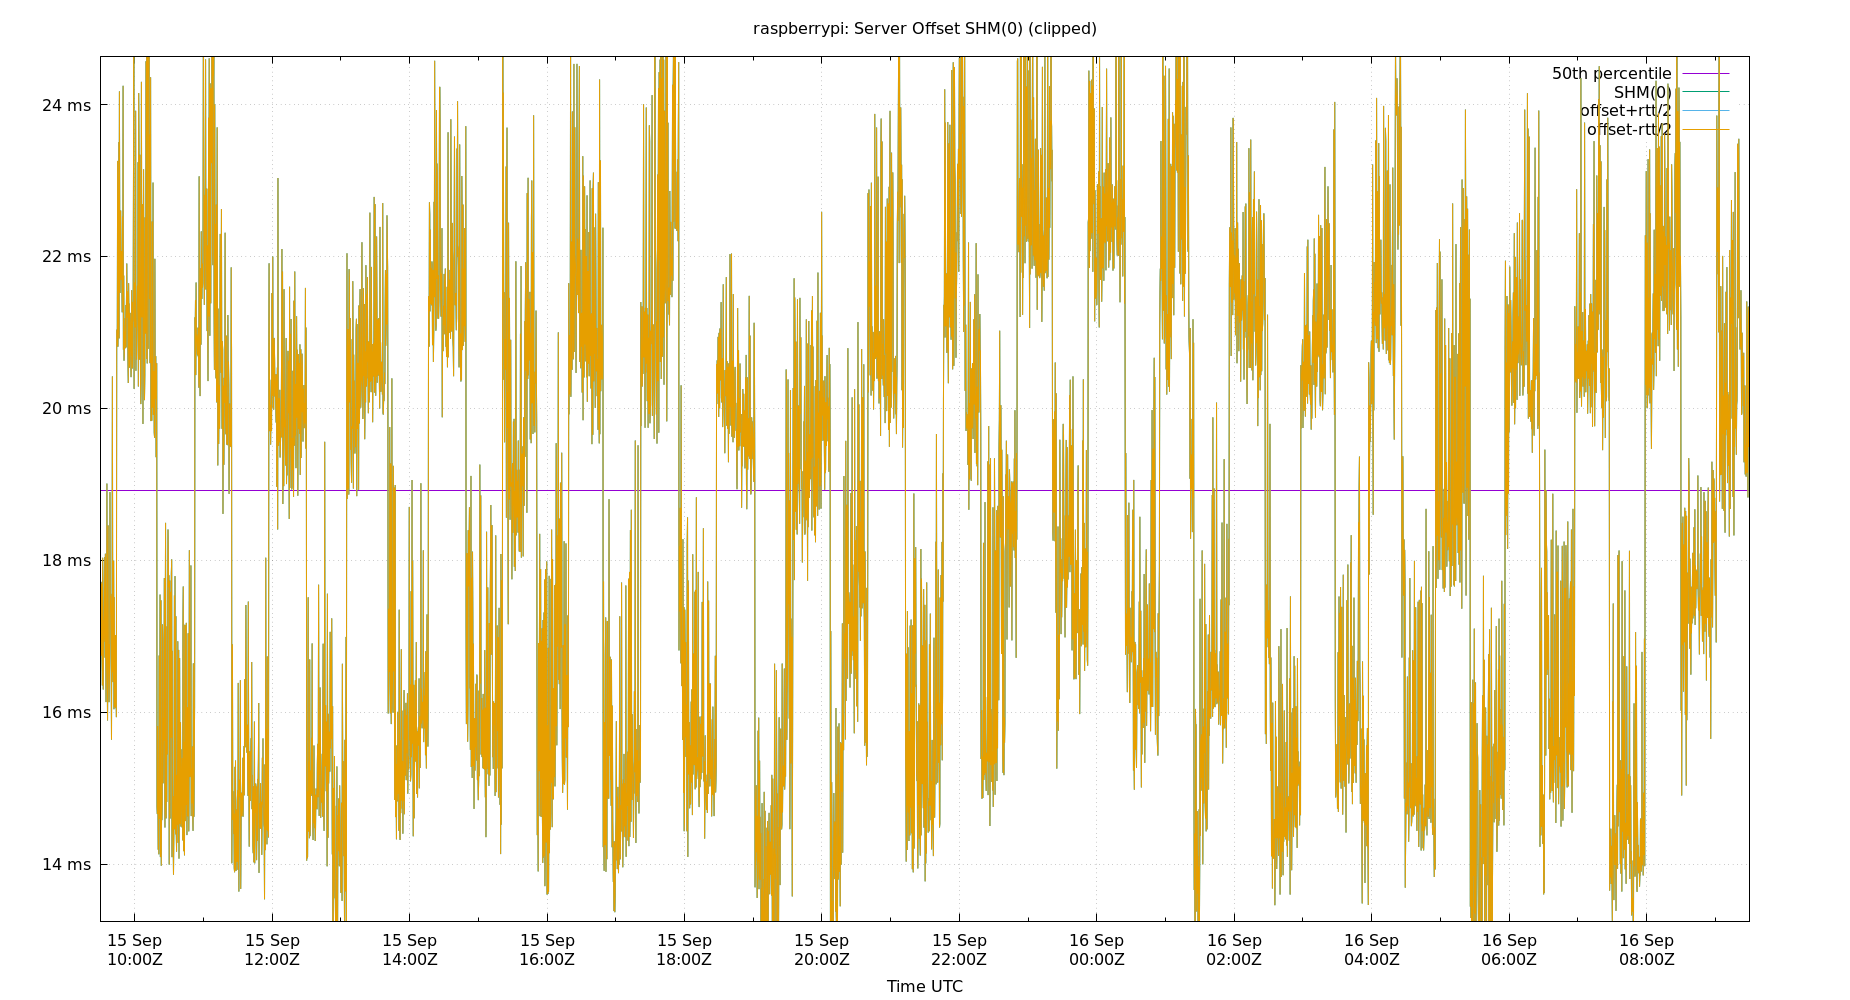 raspberrypi: Server Offset SHM(0) (clipped)
50th percentile
SHM(0)
offset+rtt/2
offset-rtt/2
24 ms
22 ms
20 ms
18 ms
16 ms
14 ms
15 Sep 15 Sep 15 Sep 15 Sep 15 Sep 15 Sep 15 Sep 16 Sep 16 Sep 16 Sep 16 Sep 16 Sep
10:00Z 12:00Z 14:00Z 16:00Z 18:00Z 20:00Z 22:00Z 00:00Z 02:00Z 04:00Z 06:00Z 08:00Z
Time UTC